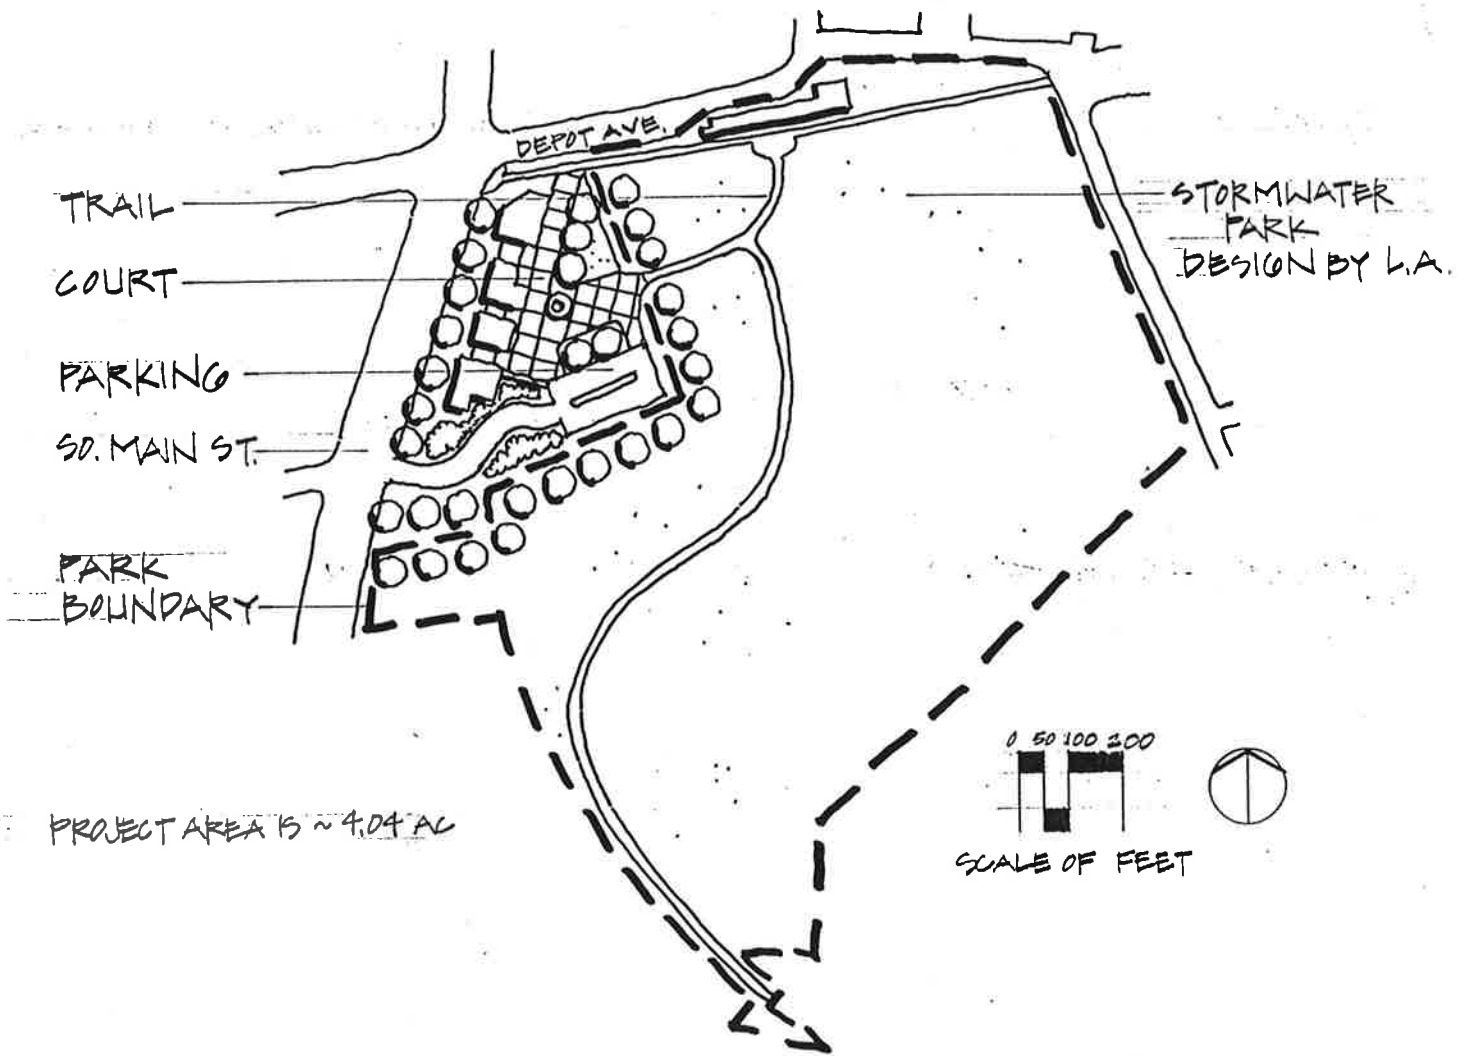 DEPOT AVE.
TRAIL
COURT
PARKING
SO. MAIN ST.
PARK
BOUNDARY
STORMWATER
PARK
DESIGN BY L.A.
PROJECT AREA IS ~ 4.04 AC
0 50 100 200
SCALE OF FEET